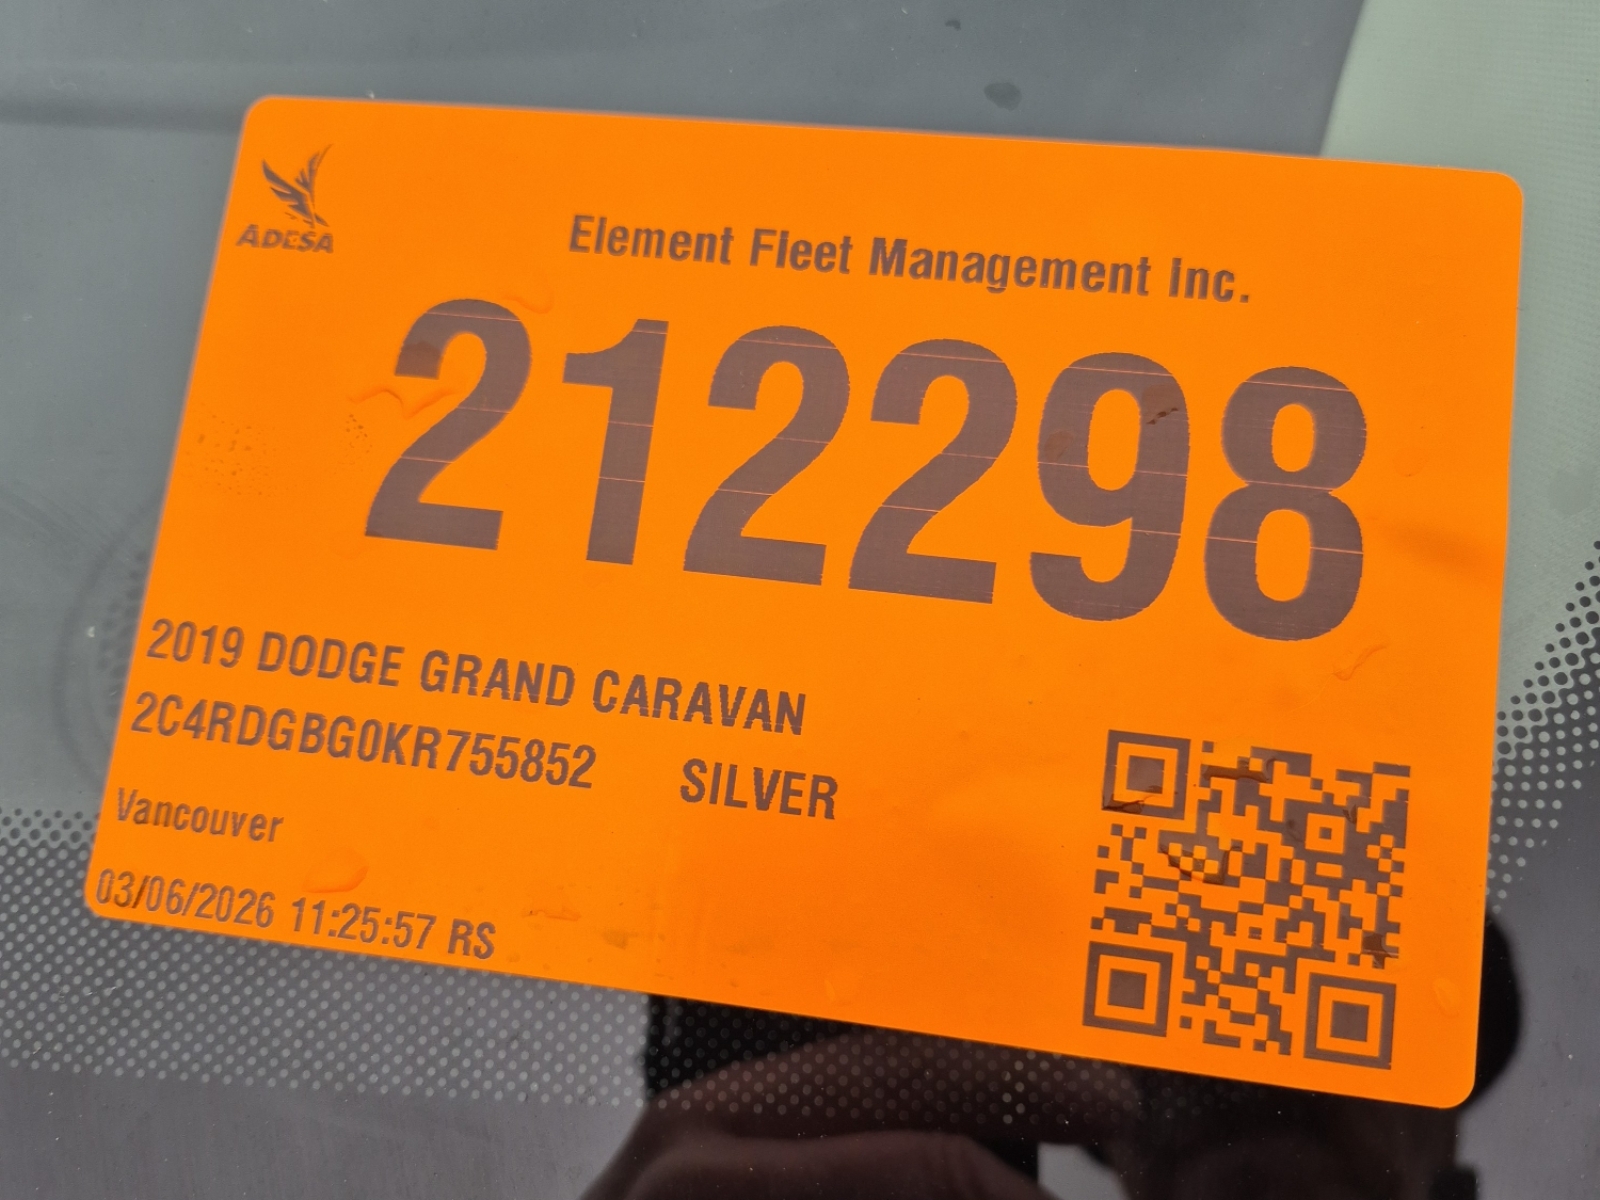 ADESA
Element Fleet Management Inc.
212298
2019 DODGE GRAND CARAVAN
2C4RDGBG0KR755852 SILVER
Vancouver
03/06/2026 11:25:57 RS